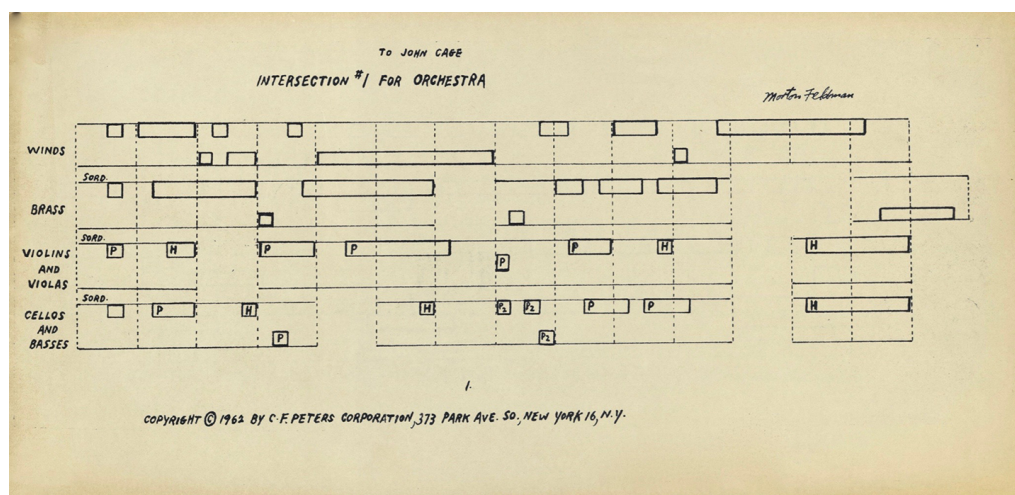 TO JOHN CAGE
INTERSECTION #1 FOR ORCHESTRA
Morton Feldman
WINDS
SORD.
BRASS
SORD.
P H P P P P H H
VIOLINS
AND
VIOLAS
SORD.
P H H P2 P2 P P H
CELLOS
AND
BASSES
P P2
1.
COPYRIGHT © 1962 BY C.F. PETERS CORPORATION, 373 PARK AVE. SO., NEW YORK 16, N.Y.